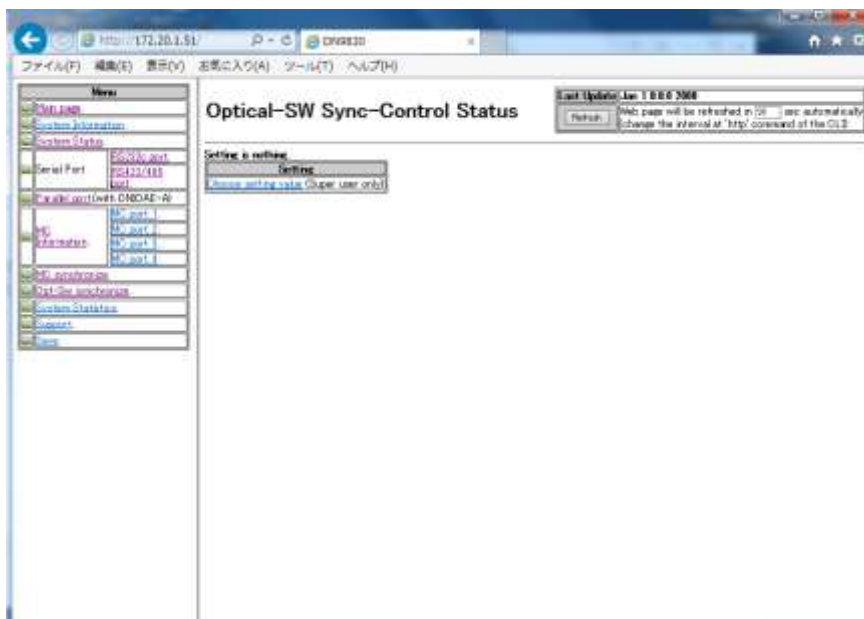 http://172.20.1.51/
DN9830
ファイル(F) 編集(E) 表示(V) お気に入り(A) ツール(T) ヘルプ(H)
Menu
Main page
System Information
System Status
Serial Port
RS232c port
RS422/485 port
Parallel port(with ONIDAE-A)
MC Information
MC port 1
MC port 2
MC port 3
MC port 4
MC synchronize
Opt-Sw synchronize
System Statistics
Support
Save
Optical-SW Sync-Control Status
Last Update Jan 1 0:0:0 2000
Refresh
Web page will be refreshed in sec automatically
(change the interval at 'http' command of the CLI)
Setting is nothing
Setting
Choose setting value (Super user only)